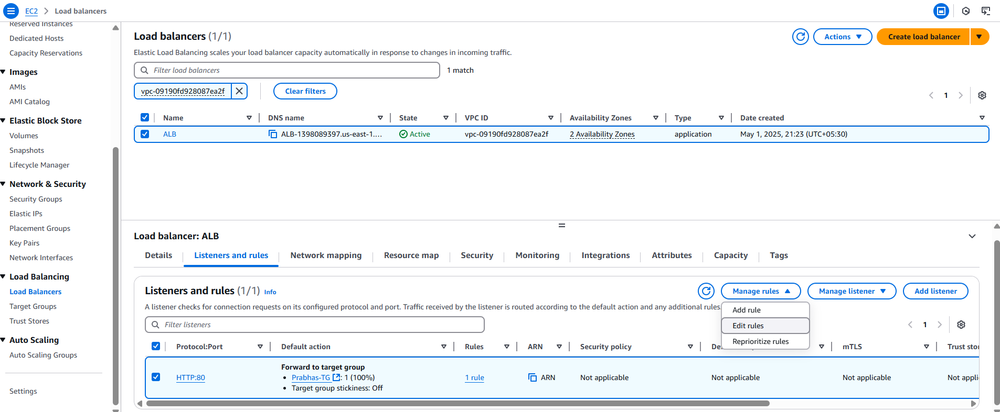 EC2 > Load balancers
Reserved Instances
Dedicated Hosts
Capacity Reservations
Images
AMIs
AMI Catalog
Elastic Block Store
Volumes
Snapshots
Lifecycle Manager
Network & Security
Security Groups
Elastic IPs
Placement Groups
Key Pairs
Network Interfaces
Load Balancing
Load Balancers
Target Groups
Trust Stores
Auto Scaling
Auto Scaling Groups
Settings
Load balancers (1/1)
Actions
Create load balancer
Elastic Load Balancing scales your load balancer capacity automatically in response to changes in incoming traffic.
Filter load balancers
1 match
vpc-09190fd928087ea2f
Clear filters
1
Name DNS name State VPC ID Availability Zones Type Date created
ALB ALB-1398089397.us-east-1.... Active vpc-09190fd928087ea2f 2 Availability Zones application May 1, 2025, 21:23 (UTC+05:30)
Load balancer: ALB
Details Listeners and rules Network mapping Resource map Security Monitoring Integrations Attributes Capacity Tags
Listeners and rules (1/1) Info
Manage rules
Manage listener
Add listener
A listener checks for connection requests on its configured protocol and port. Traffic received by the listener is routed according to the default action and any additional rules.
Add rule
Edit rules
Reprioritize rules
Filter listeners
1
Protocol:Port Default action Rules ARN Security policy mTLS Trust
HTTP:80
Forward to target group
• Prabhas-TG : 1 (100%)
• Target group stickiness: Off
1 rule
ARN
Not applicable
Not applicable
Not applicable
Not